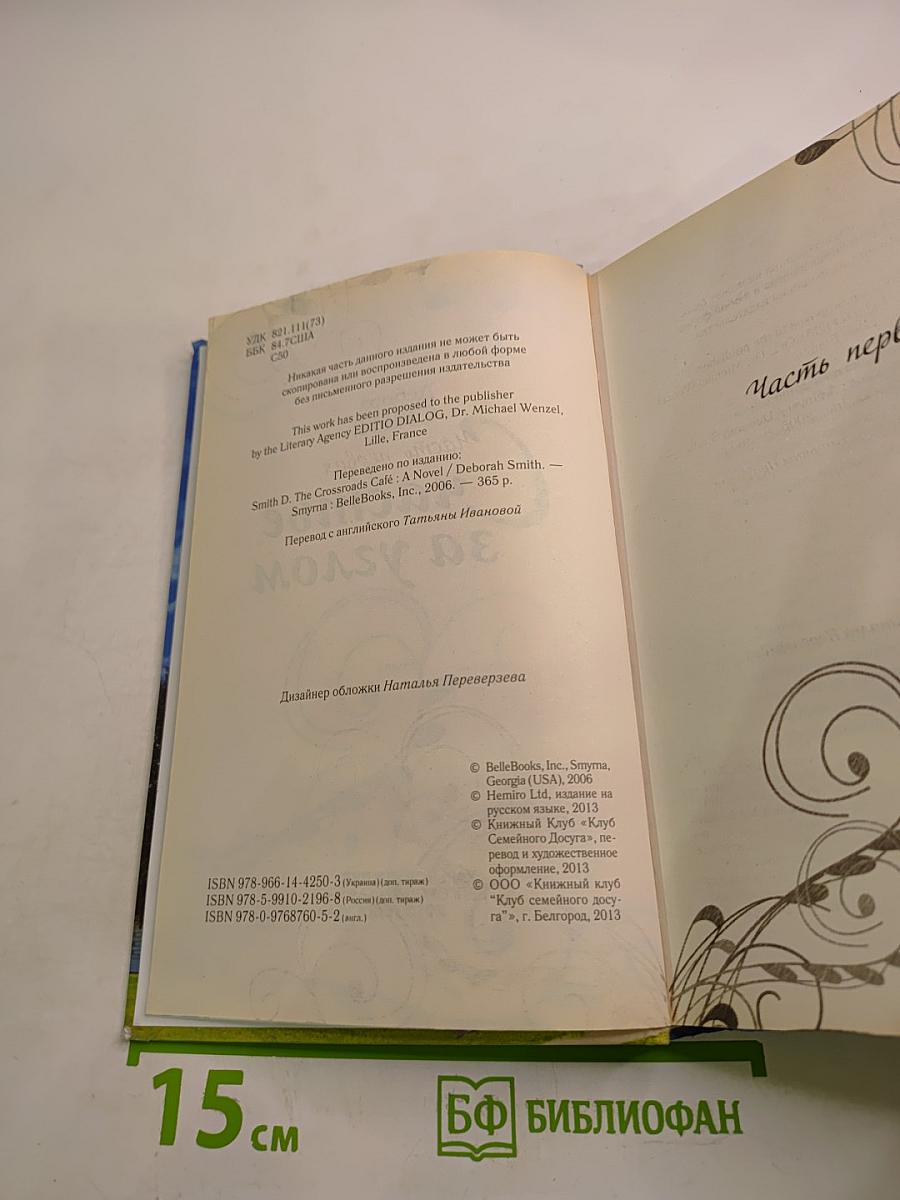 УДК 821.111(73)
ББК 84.7США
С50
Никакая часть данного издания не может быть
скопирована или воспроизведена в любой форме
без письменного разрешения издательства
This work has been proposed to the publisher
by the Literary Agency EDITIO DIALOG, Dr. Michael Wenzel,
Lille, France
Переведено по изданию:
Smith D. The Crossroads Café : A Novel / Deborah Smith. —
Smyrna : BelleBooks, Inc., 2006. — 365 p.
Перевод с английского Татьяны Ивановой
за углом
Дизайнер обложки Наталья Переверзева
© BelleBooks, Inc., Smyrna,
Georgia (USA), 2006
© Hemiro Ltd, издание на
русском языке, 2013
© Книжный Клуб «Клуб
Семейного Досуга», пе-
ревод и художественное
оформление, 2013
© ООО «Книжный клуб
"Клуб семейного досу-
га"», г. Белгород, 2013
ISBN 978-966-14-4250-3 (Украина) (доп. тираж)
ISBN 978-5-9910-2196-8 (Россия) (доп. тираж)
ISBN 978-0-9768760-5-2 (англ.)
Часть перв
15 см
БФ БИБЛИОФАН